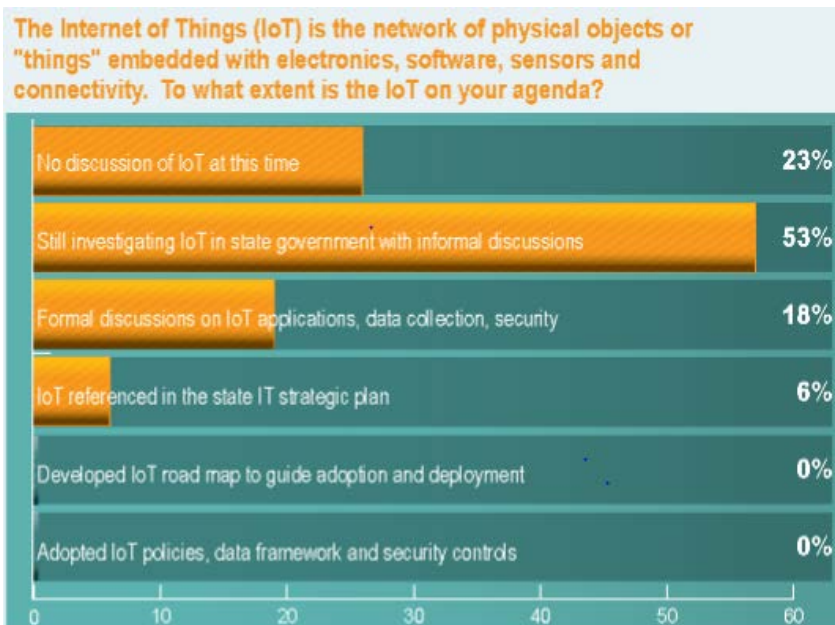 The Internet of Things (IoT) is the network of physical objects or
"things" embedded with electronics, software, sensors and
connectivity. To what extent is the IoT on your agenda?
No discussion of IoT at this time 23%
Still investigating IoT in state government with informal discussions 53%
Formal discussions on IoT applications, data collection, security 18%
IoT referenced in the state IT strategic plan 6%
Developed IoT road map to guide adoption and deployment 0%
Adopted IoT policies, data framework and security controls 0%
0 10 20 30 40 50 60